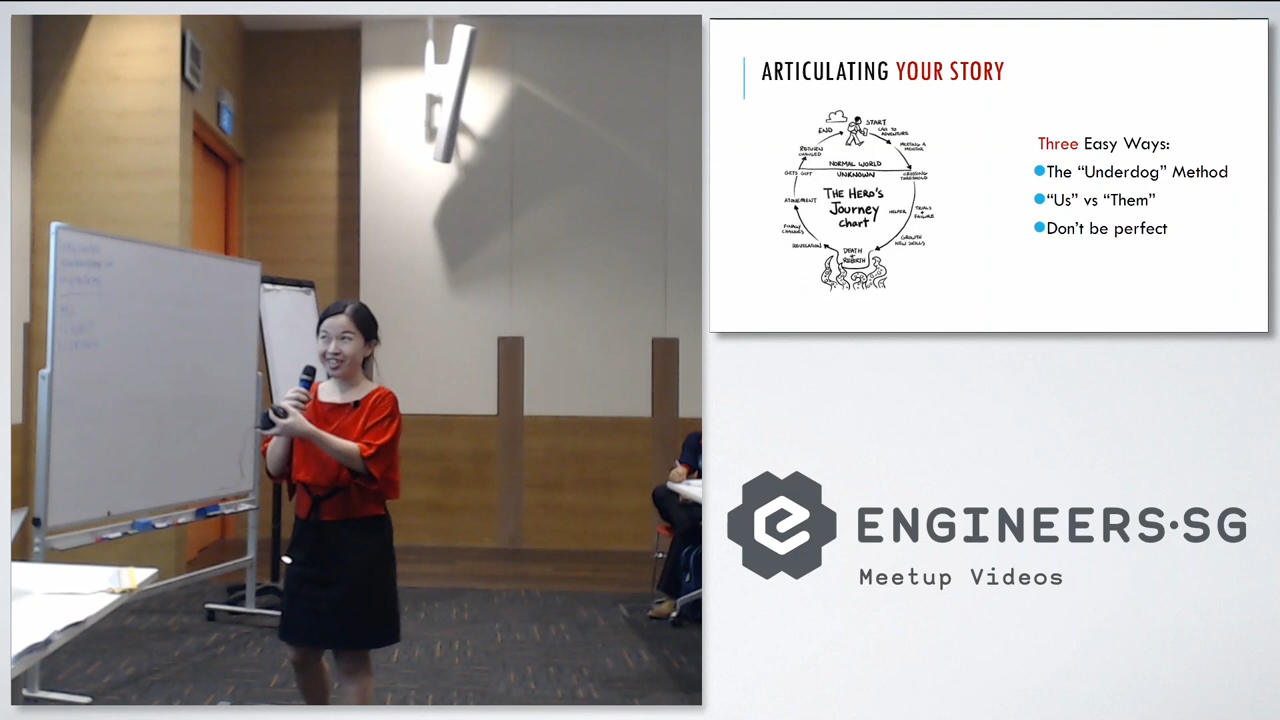 ARTICULATING YOUR STORY
END
START
CALL TO
ADVENTURE
MEETING A
MENTOR
RETURN
CHANGED
NORMAL WORLD
GETS GIFT
UNKNOWN
CROSSING
THRESHOLD
THE HERO'S
Journey
chart
ATONEMENT
HELPER
TRIALS
+
FAILURE
FINALLY
CHANGES
REVELATION
GROWTH
NEW SKILLS
DEATH
+
REBIRTH
Three Easy Ways:
The “Underdog” Method
“Us” vs “Them”
Don’t be perfect
ENGINEERS·SG
Meetup Videos